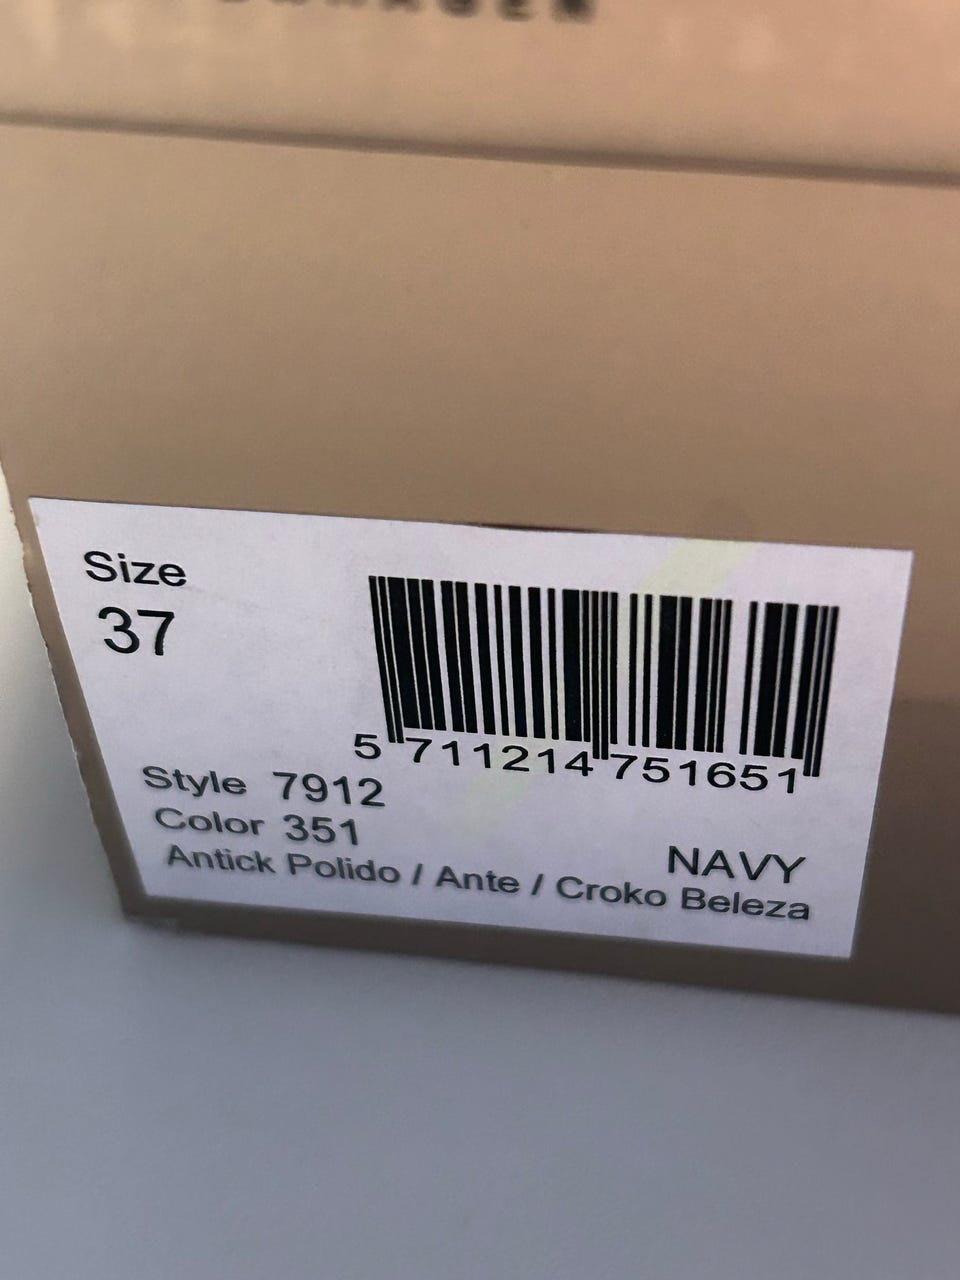 Size
37
5 711214 751651
Style 7912
Color 351
NAVY
Antick Polido / Ante / Croko Beleza